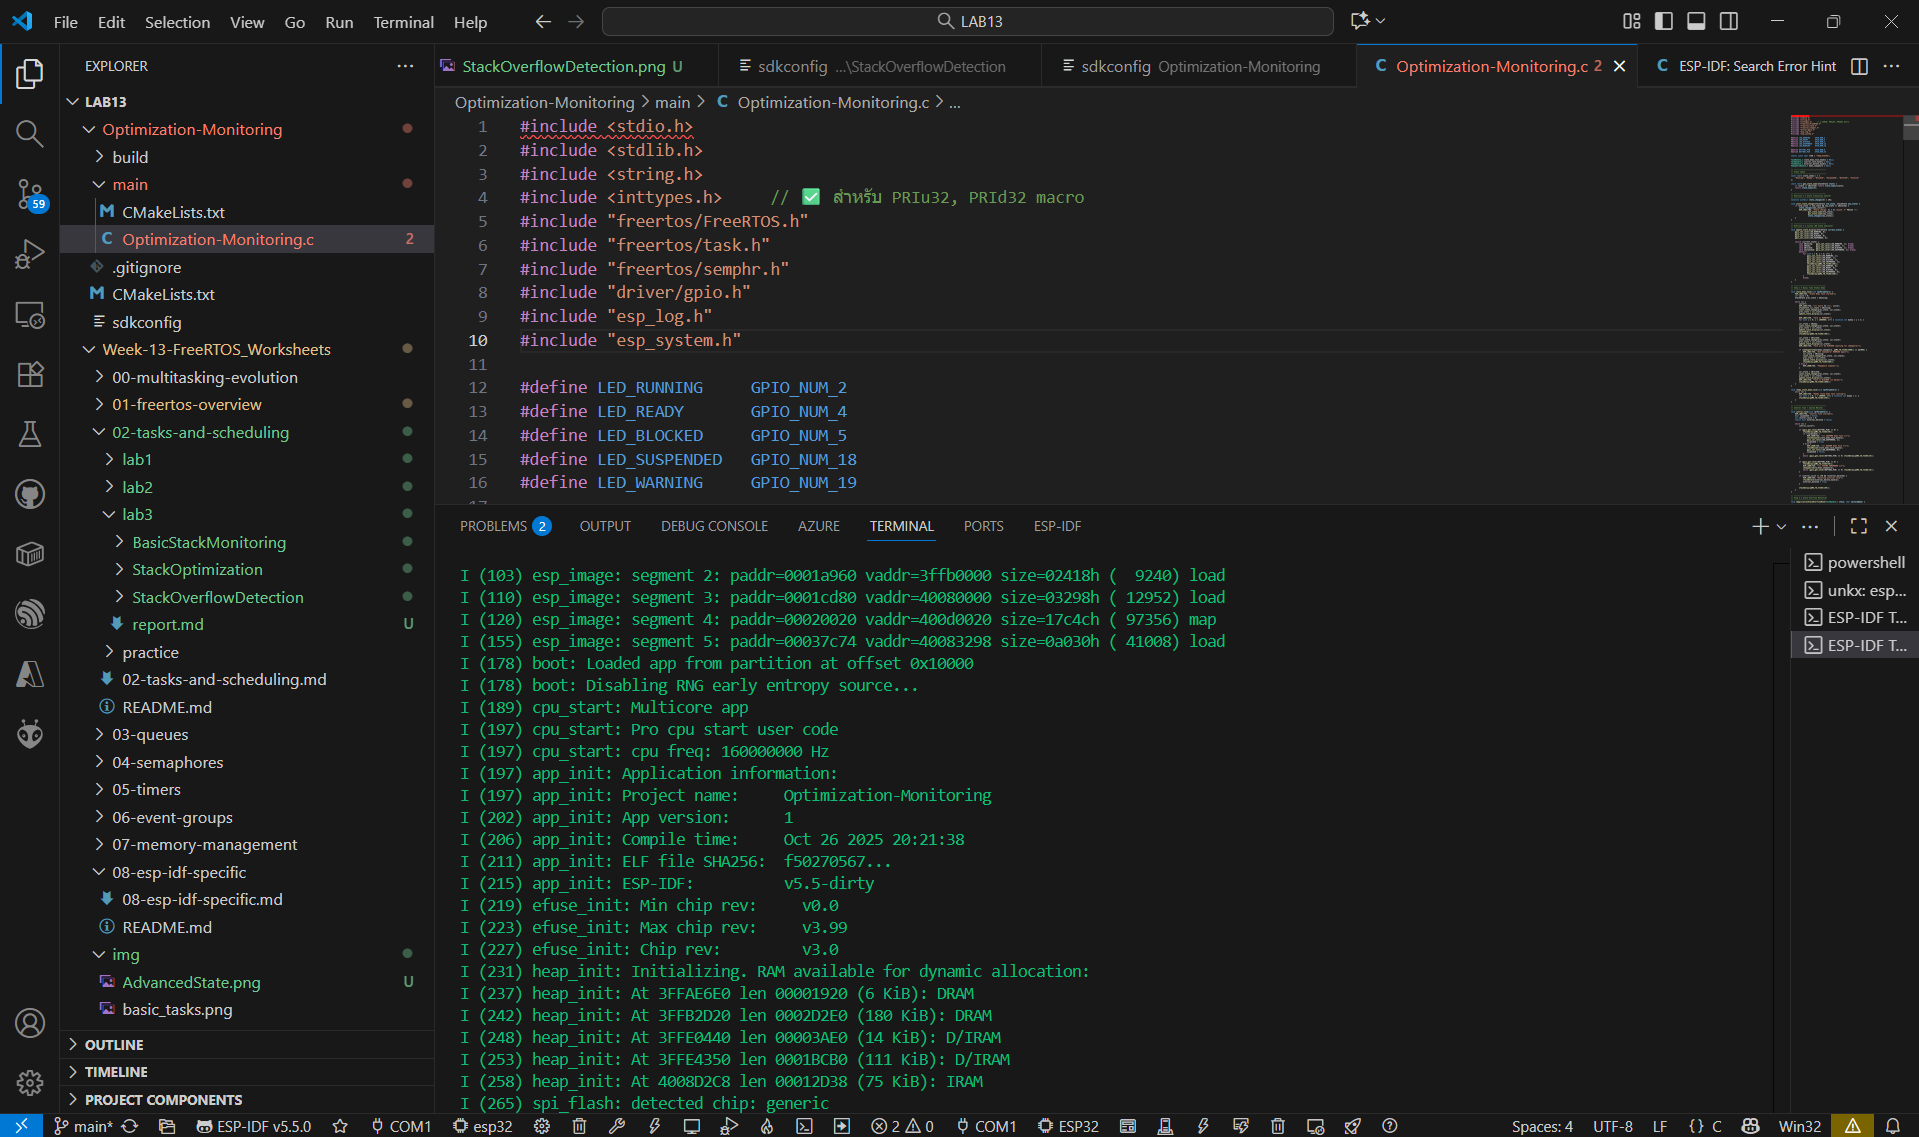 File Edit Selection View Go Run Terminal Help
LAB13
EXPLORER
LAB13
Optimization-Monitoring
build
main
CMakeLists.txt
Optimization-Monitoring.c 2
.gitignore
CMakeLists.txt
sdkconfig
Week-13-FreeRTOS_Worksheets
00-multitasking-evolution
01-freertos-overview
02-tasks-and-scheduling
lab1
lab2
lab3
BasicStackMonitoring
StackOptimization
StackOverflowDetection
report.md U
practice
02-tasks-and-scheduling.md
README.md
03-queues
04-semaphores
05-timers
06-event-groups
07-memory-management
08-esp-idf-specific
08-esp-idf-specific.md
README.md
img
AdvancedState.png U
basic_tasks.png
OUTLINE
TIMELINE
PROJECT COMPONENTS
59
StackOverflowDetection.png U
sdkconfig ...\StackOverflowDetection
sdkconfig Optimization-Monitoring
C Optimization-Monitoring.c 2
C ESP-IDF: Search Error Hint
Optimization-Monitoring > main > C Optimization-Monitoring.c > ...
1 #include <stdio.h>
2 #include <stdlib.h>
3 #include <string.h>
4 #include <inttypes.h> // ✅ สำหรับ PRIu32, PRId32 macro
5 #include "freertos/FreeRTOS.h"
6 #include "freertos/task.h"
7 #include "freertos/semphr.h"
8 #include "driver/gpio.h"
9 #include "esp_log.h"
10 #include "esp_system.h"
11
12 #define LED_RUNNING GPIO_NUM_2
13 #define LED_READY GPIO_NUM_4
14 #define LED_BLOCKED GPIO_NUM_5
15 #define LED_SUSPENDED GPIO_NUM_18
16 #define LED_WARNING GPIO_NUM_19
PROBLEMS 2 OUTPUT DEBUG CONSOLE AZURE TERMINAL PORTS ESP-IDF
I (103) esp_image: segment 2: paddr=0001a960 vaddr=3ffb0000 size=02418h (  9240) load
I (110) esp_image: segment 3: paddr=0001cd80 vaddr=40080000 size=03298h ( 12952) load
I (120) esp_image: segment 4: paddr=00020020 vaddr=400d0020 size=17c4ch ( 97356) map
I (155) esp_image: segment 5: paddr=00037c74 vaddr=40083298 size=0a030h ( 41008) load
I (178) boot: Loaded app from partition at offset 0x10000
I (178) boot: Disabling RNG early entropy source...
I (189) cpu_start: Multicore app
I (197) cpu_start: Pro cpu start user code
I (197) cpu_start: cpu freq: 160000000 Hz
I (197) app_init: Application information:
I (197) app_init: Project name:     Optimization-Monitoring
I (202) app_init: App version:      1
I (206) app_init: Compile time:     Oct 26 2025 20:21:38
I (211) app_init: ELF file SHA256:  f50270567...
I (215) app_init: ESP-IDF:          v5.5-dirty
I (219) efuse_init: Min chip rev:     v0.0
I (223) efuse_init: Max chip rev:     v3.99
I (227) efuse_init: Chip rev:         v3.0
I (231) heap_init: Initializing. RAM available for dynamic allocation:
I (237) heap_init: At 3FFAE6E0 len 00001920 (6 KiB): DRAM
I (242) heap_init: At 3FFB2D20 len 0002D2E0 (180 KiB): DRAM
I (248) heap_init: At 3FFE0440 len 00003AE0 (14 KiB): D/IRAM
I (253) heap_init: At 3FFE4350 len 0001BCB0 (111 KiB): D/IRAM
I (258) heap_init: At 4008D2C8 len 00012D38 (75 KiB): IRAM
I (265) spi_flash: detected chip: generic
powershell
unkx: esp...
ESP-IDF T...
ESP-IDF T...
main* ESP-IDF v5.5.0 COM1 esp32 2 0 COM1 ESP32 Spaces: 4 UTF-8 LF {} C Win32